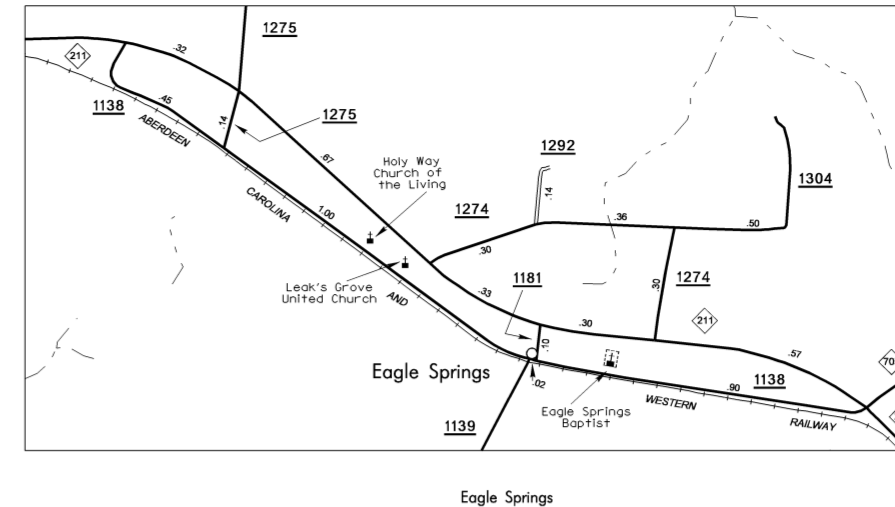 1275
.32
211
1138
.45
.14
1275
ABERDEEN
.67
Holy Way
Church of
the Living
1292
.14
1304
CAROLINA
1.00
1274
.36
.50
.30
Leak's Grove
United Church
AND
1181
.33
.30
1274
.30
211
.10
.57
70
Eagle Springs
.02
1138
.90
WESTERN
Eagle Springs
Baptist
RAILWAY
1139
Eagle Springs